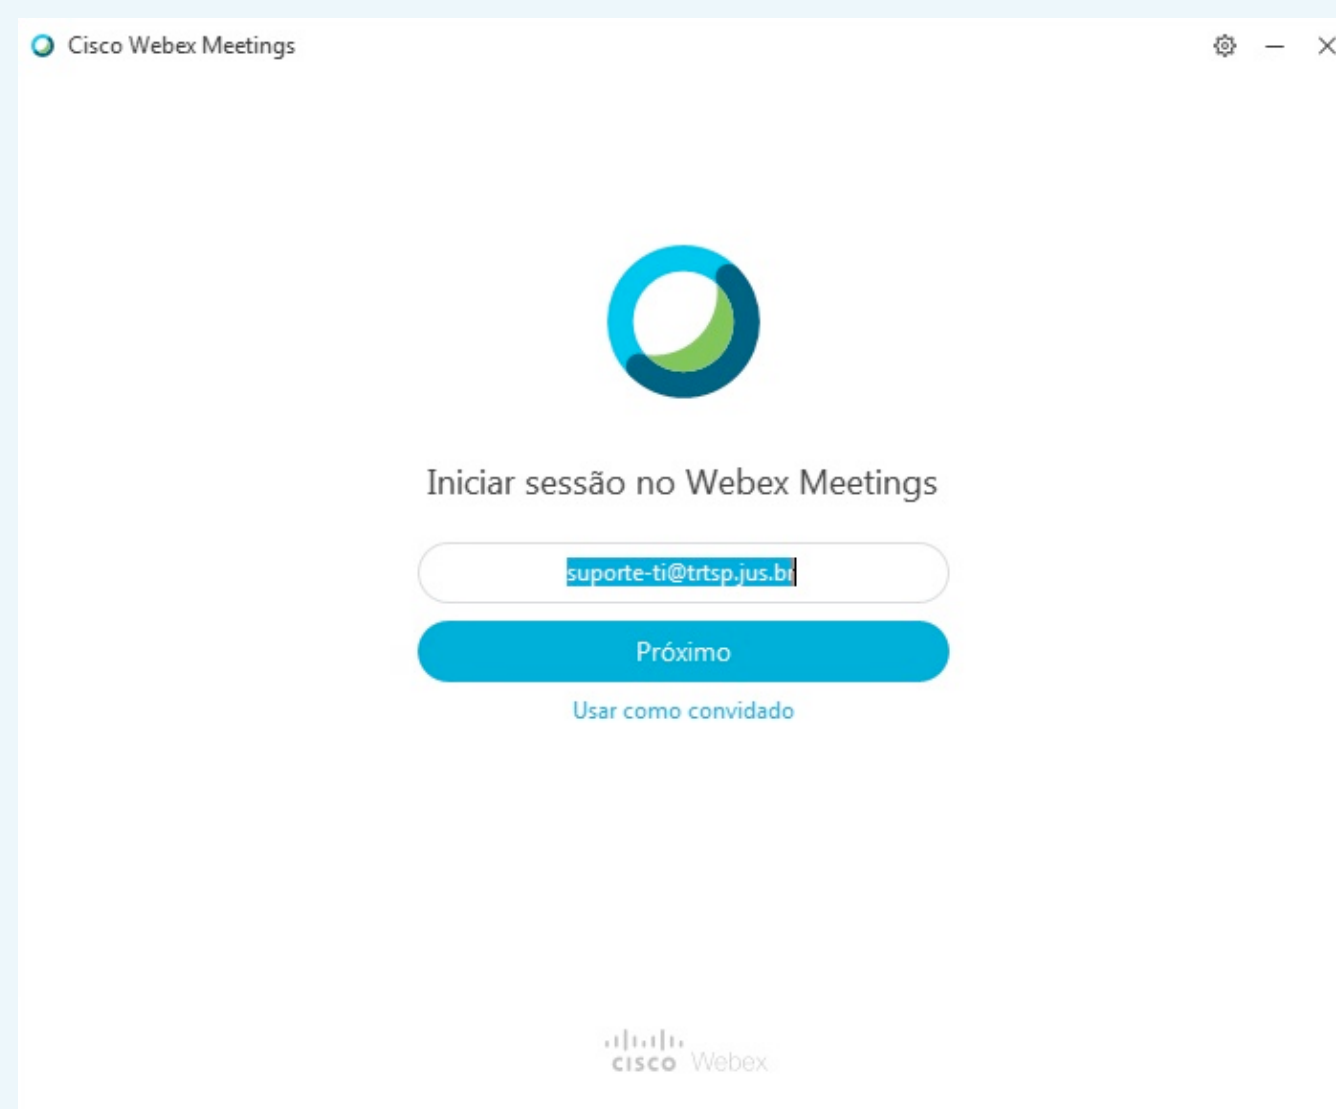 Cisco Webex Meetings
Iniciar sessão no Webex Meetings
suporte-ti@trtsp.jus.br
Próximo
Usar como convidado
CISCO Webex